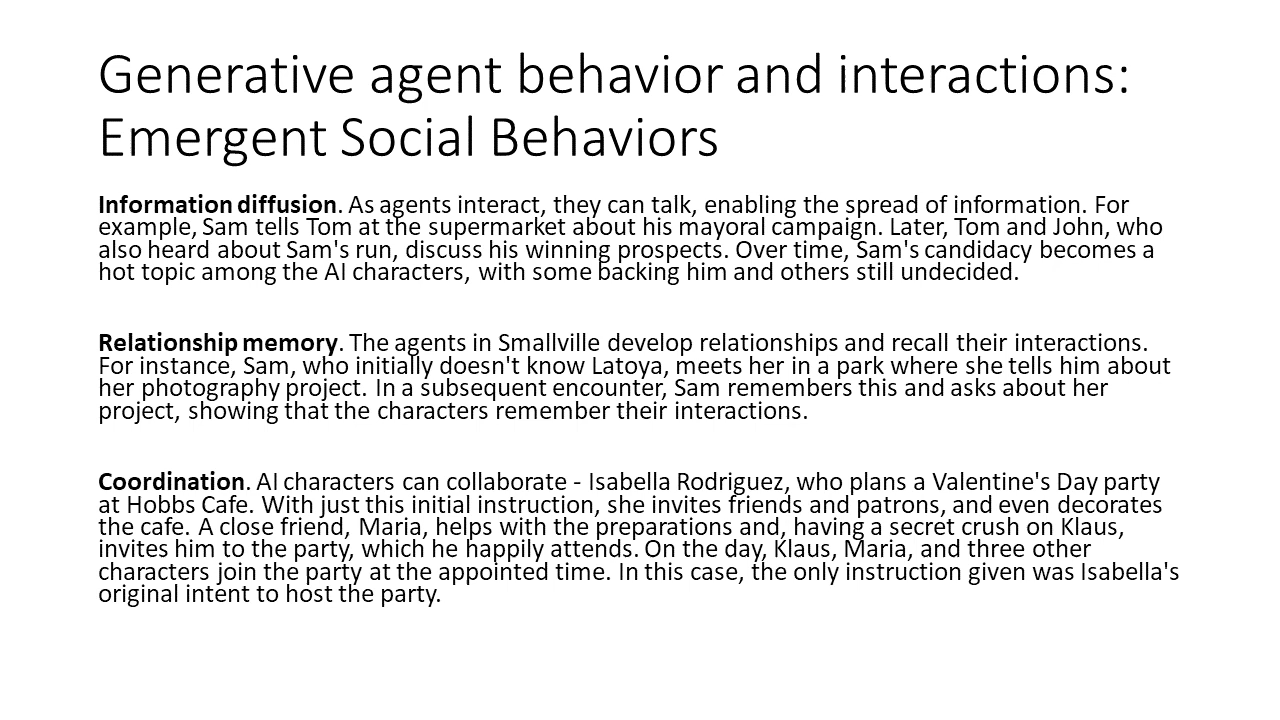 Generative agent behavior and interactions:
Emergent Social Behaviors
Information diffusion. As agents interact, they can talk, enabling the spread of information. For
example, Sam tells Tom at the supermarket about his mayoral campaign. Later, Tom and John, who
also heard about Sam's run, discuss his winning prospects. Over time, Sam's candidacy becomes a
hot topic among the AI characters, with some backing him and others still undecided.
Relationship memory. The agents in Smallville develop relationships and recall their interactions.
For instance, Sam, who initially doesn't know Latoya, meets her in a park where she tells him about
her photography project. In a subsequent encounter, Sam remembers this and asks about her
project, showing that the characters remember their interactions.
Coordination. AI characters can collaborate - Isabella Rodriguez, who plans a Valentine's Day party
at Hobbs Cafe. With just this initial instruction, she invites friends and patrons, and even decorates
the cafe. A close friend, Maria, helps with the preparations and, having a secret crush on Klaus,
invites him to the party, which he happily attends. On the day, Klaus, Maria, and three other
characters join the party at the appointed time. In this case, the only instruction given was Isabella's
original intent to host the party.